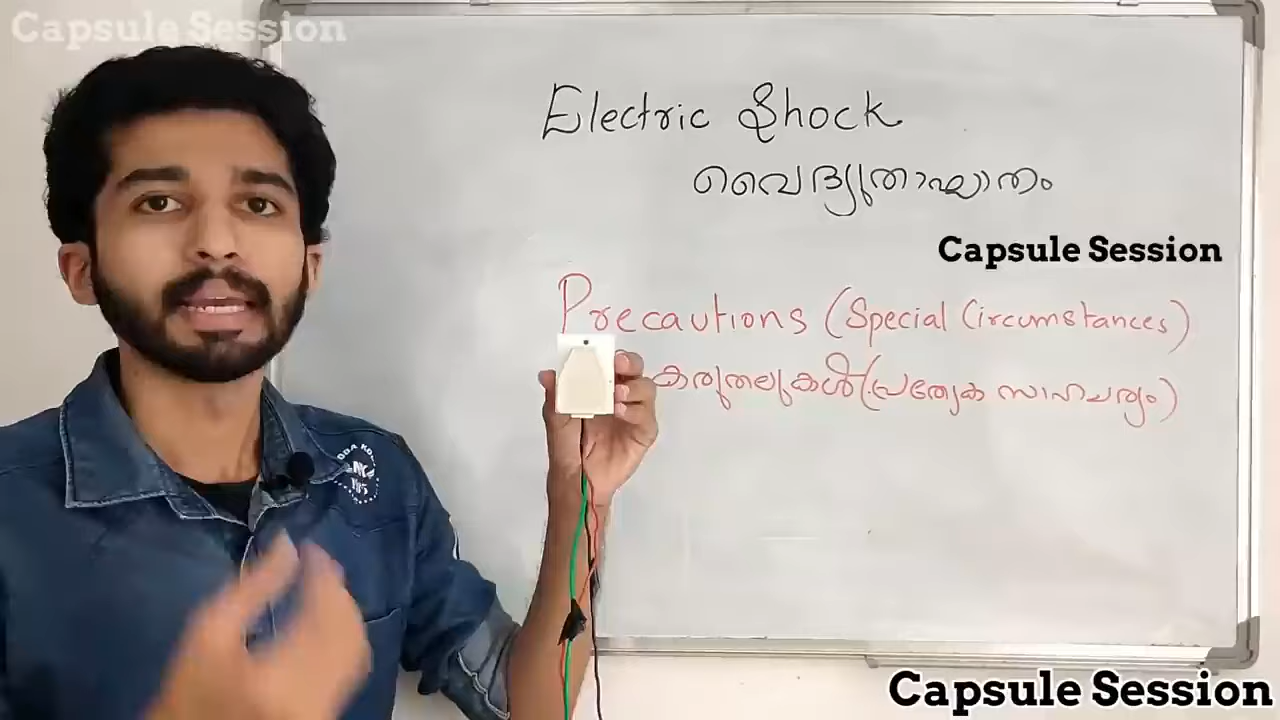 Capsule Session
Electric Shock
വൈദ്യുതാഘാതം
Capsule Session
Precautions (Special Circumstances)
കരുതലുകൾ (പ്രത്യേക സാഹചര്യം)
Capsule Session